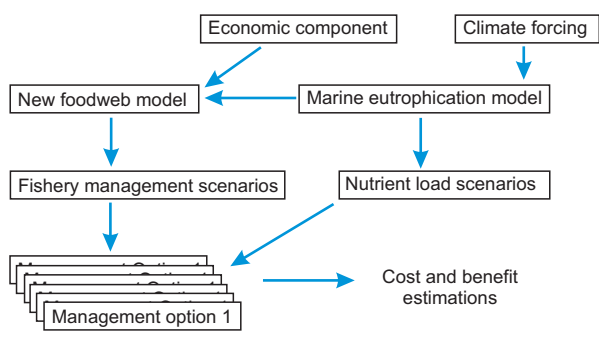 Economic component
Climate forcing
New foodweb model
Marine eutrophication model
Fishery management scenarios
Nutrient load scenarios
Management option 1
Cost and benefit
estimations